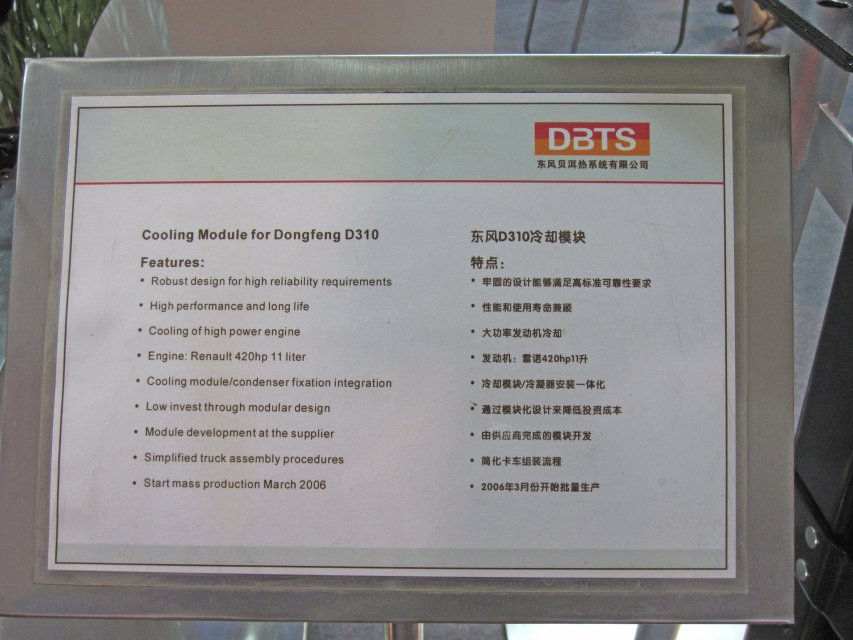 DBTS
东风贝洱热系统有限公司
Cooling Module for Dongfeng D310
Features:
• Robust design for high reliability requirements
• High performance and long life
• Cooling of high power engine
• Engine: Renault 420hp 11 liter
• Cooling module/condenser fixation integration
• Low invest through modular design
• Module development at the supplier
• Simplified truck assembly procedures
• Start mass production March 2006
东风D310冷却模块
特点：
• 牢固的设计能够满足高标准可靠性要求
• 性能和使用寿命兼顾
• 大功率发动机冷却
• 发动机：雷诺420hp11升
• 冷却模块/冷凝器安装一体化
• 通过模块化设计来降低投资成本
• 由供应商完成的模块开发
• 简化卡车组装流程
• 2006年3月份开始批量生产